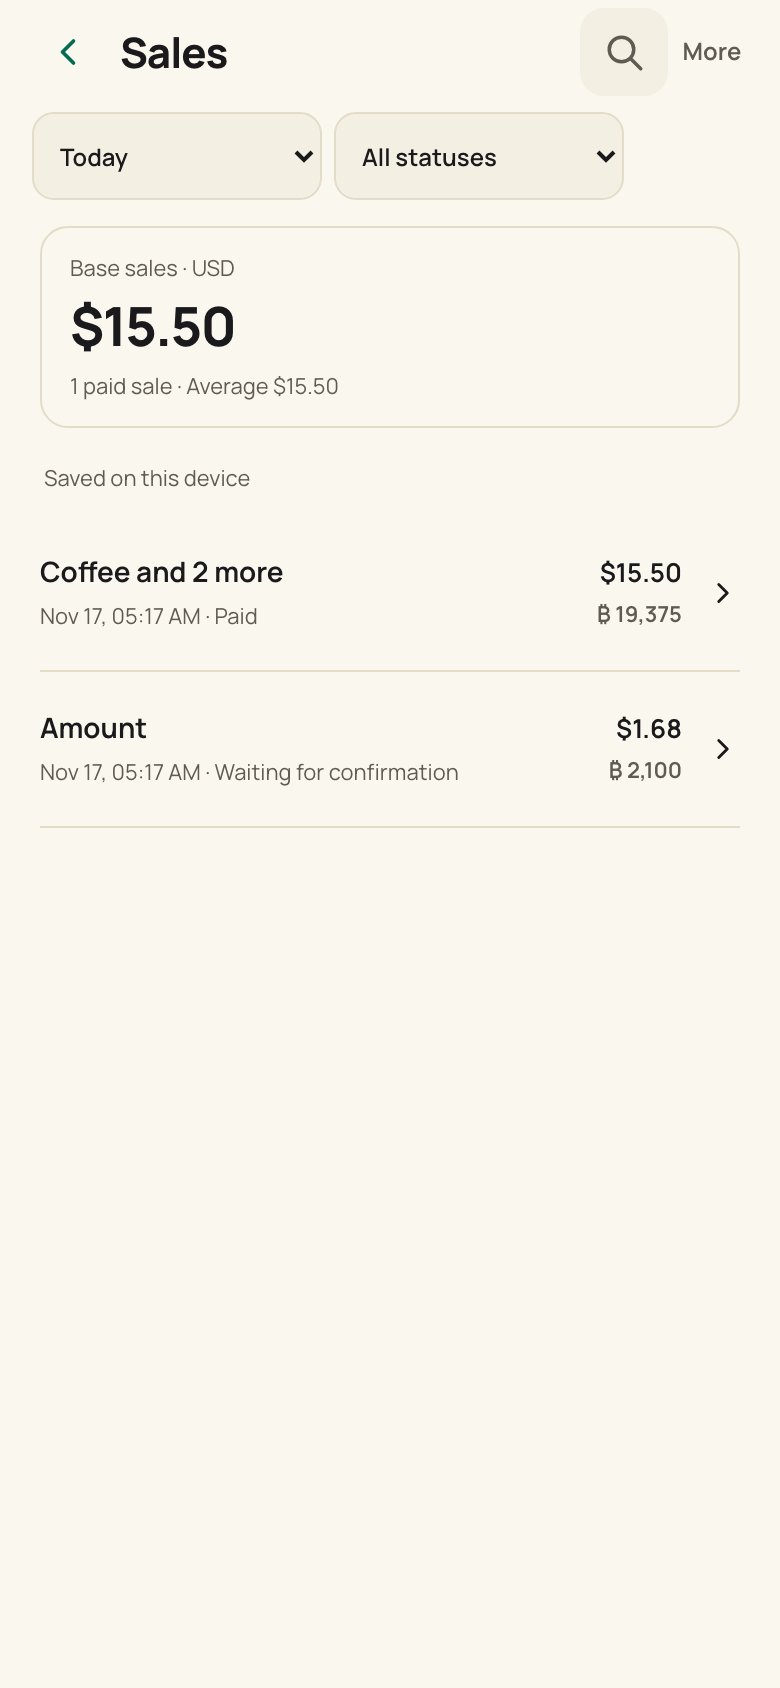 Sales
More
Today
All statuses
Base sales · USD
$15.50
1 paid sale · Average $15.50
Saved on this device
Coffee and 2 more
$15.50
Nov 17, 05:17 AM · Paid
₿ 19,375
Amount
$1.68
Nov 17, 05:17 AM · Waiting for confirmation
₿ 2,100